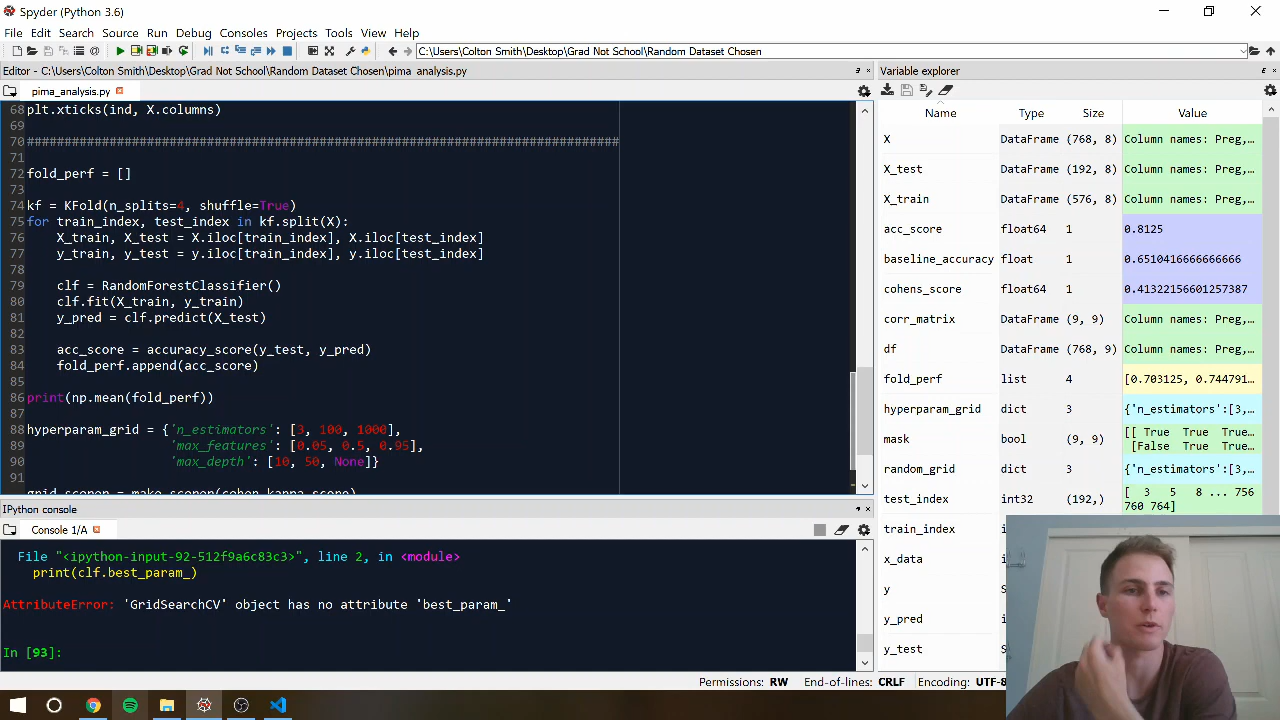 Spyder (Python 3.6)
File Edit Search Source Run Debug Consoles Projects Tools View Help
C:\Users\Colton Smith\Desktop\Grad Not School\Random Dataset Chosen
Editor - C:\Users\Colton Smith\Desktop\Grad Not School\Random Dataset Chosen\pima_analysis.py
pima_analysis.py
68 plt.xticks(ind, X.columns)
69
70 ###############################################################################
71
72 fold_perf = []
73
74 kf = KFold(n_splits=4, shuffle=True)
75 for train_index, test_index in kf.split(X):
76     X_train, X_test = X.iloc[train_index], X.iloc[test_index]
77     y_train, y_test = y.iloc[train_index], y.iloc[test_index]
78
79     clf = RandomForestClassifier()
80     clf.fit(X_train, y_train)
81     y_pred = clf.predict(X_test)
82
83     acc_score = accuracy_score(y_test, y_pred)
84     fold_perf.append(acc_score)
85
86 print(np.mean(fold_perf))
87
88 hyperparam_grid = {'n_estimators': [3, 100, 1000],
89                    'max_features': [0.05, 0.5, 0.95],
90                    'max_depth': [10, 50, None]}
91
grid_scorer = make_scorer(cohen_kappa_score)
IPython console
Console 1/A
File "<ipython-input-92-512f9a6c83c3>", line 2, in <module>
print(clf.best_param_)
AttributeError: 'GridSearchCV' object has no attribute 'best_param_'
In [93]:
Variable explorer
Name Type Size Value
X DataFrame (768, 8) Column names: Preg,...
X_test DataFrame (192, 8) Column names: Preg,...
X_train DataFrame (576, 8) Column names: Preg,...
acc_score float64 1 0.8125
baseline_accuracy float 1 0.6510416666666666
cohens_score float64 1 0.41322156601257387
corr_matrix DataFrame (9, 9) Column names: Preg,...
df DataFrame (768, 9) Column names: Preg,...
fold_perf list 4 [0.703125, 0.744791...
hyperparam_grid dict 3 {'n_estimators':[3,...
mask bool (9, 9) [[ True True True...
[False True True...
random_grid dict 3 {'n_estimators':[3,...
test_index int32 (192,) [ 3 5 8 ... 756
760 764]
train_index
x_data
y
y_pred
y_test
Permissions: RW End-of-lines: CRLF Encoding: UTF-8